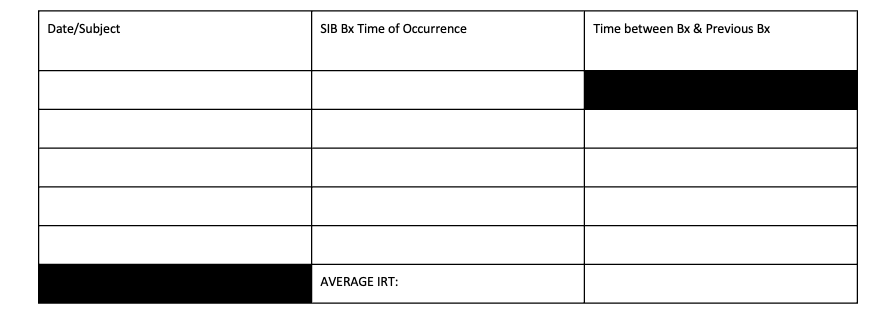 Date/Subject
SIB Bx Time of Occurrence
Time between Bx & Previous Bx
AVERAGE IRT: